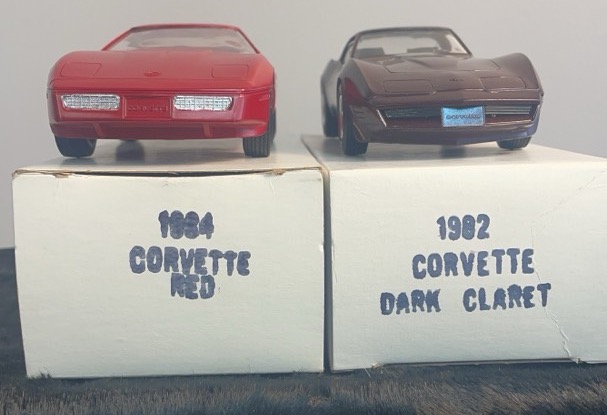 1984
CORVETTE
RED
1982
CORVETTE
DARK CLARET